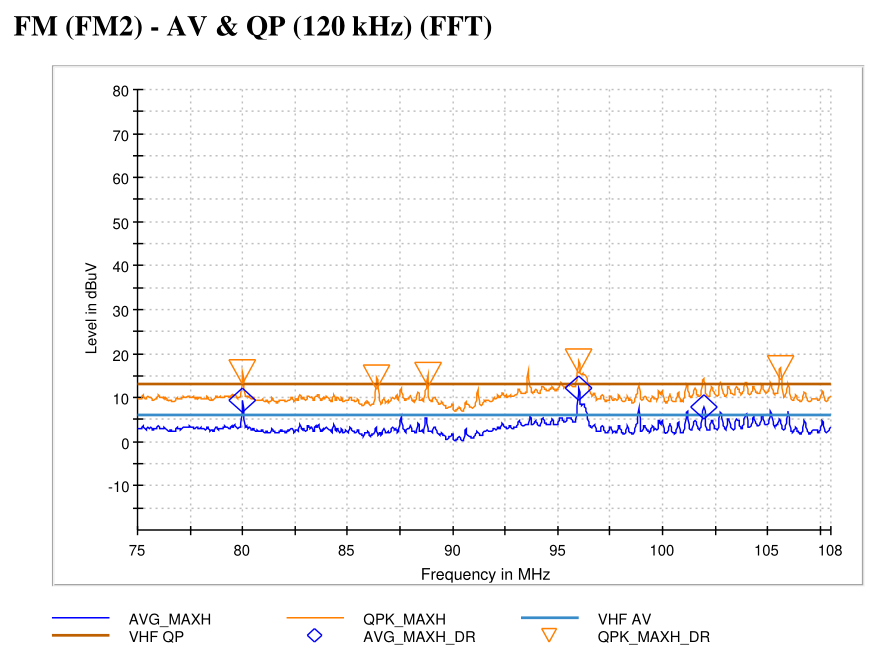 FM (FM2) - AV & QP (120 kHz) (FFT)
80
70
60
50
40
30
20
10
0
-10
Level in dBuV
75 80 85 90 95 100 105 108
Frequency in MHz
AVG_MAXH QPK_MAXH VHF AV
VHF QP AVG_MAXH_DR QPK_MAXH_DR